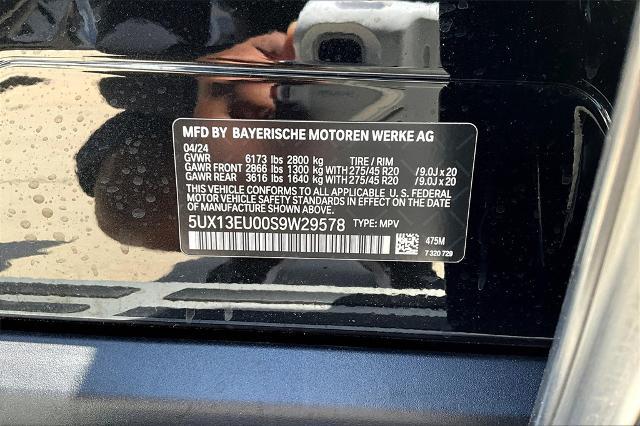 MFD BY BAYERISCHE MOTOREN WERKE AG
04/24
GVWR 6173 lbs 2800 kg TIRE / RIM
GAWR FRONT 2866 lbs 1300 kg WITH 275/45 R20 /9.0J x 20
GAWR REAR 3616 lbs 1640 kg WITH 275/45 R20 /9.0J x 20
THIS VEHICLE CONFORMS TO ALL APPLICABLE U.S. FEDERAL
MOTOR VEHICLE SAFETY STANDARDS IN EFFECT ON THE DATE
OF MANUFACTURE SHOWN ABOVE.
5UX13EU00S9W29578 TYPE: MPV
475M
7 320 729